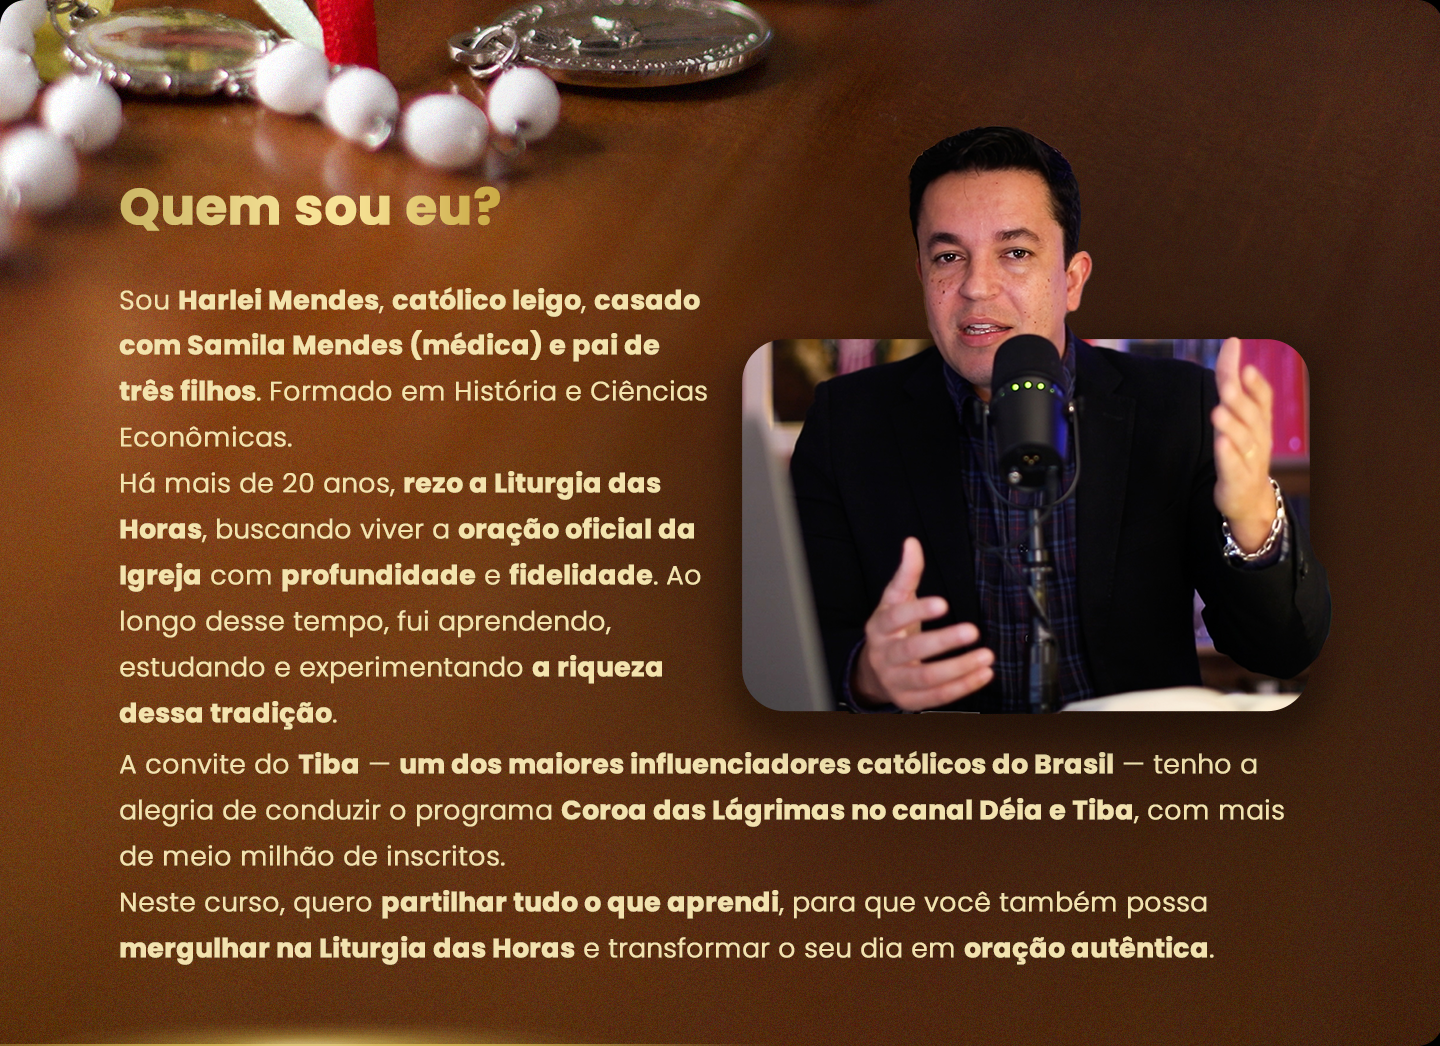 Quem sou eu?
Sou Harlei Mendes, católico leigo, casado
com Samila Mendes (médica) e pai de
três filhos. Formado em História e Ciências
Econômicas.
Há mais de 20 anos, rezo a Liturgia das
Horas, buscando viver a oração oficial da
Igreja com profundidade e fidelidade. Ao
longo desse tempo, fui aprendendo,
estudando e experimentando a riqueza
dessa tradição.
A convite do Tiba — um dos maiores influenciadores católicos do Brasil — tenho a
alegria de conduzir o programa Coroa das Lágrimas no canal Déia e Tiba, com mais
de meio milhão de inscritos.
Neste curso, quero partilhar tudo o que aprendi, para que você também possa
mergulhar na Liturgia das Horas e transformar o seu dia em oração autêntica.